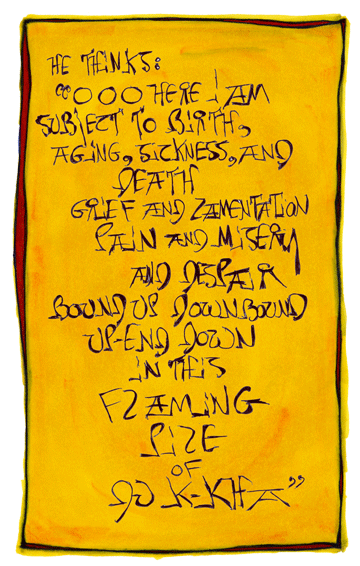 HE THINKS:
“OOO HERE I AM
SUBJECT TO BIRTH,
AGING, SICKNESS, AND
DEATH
GRIEF AND LAMENTATION
PAIN AND MISERY
AND DESPAIR
BOUND UP DOWNBOUND
UP-END DOWN
IN THIS
FLAMING
PILE
OF
DU K-KHA”